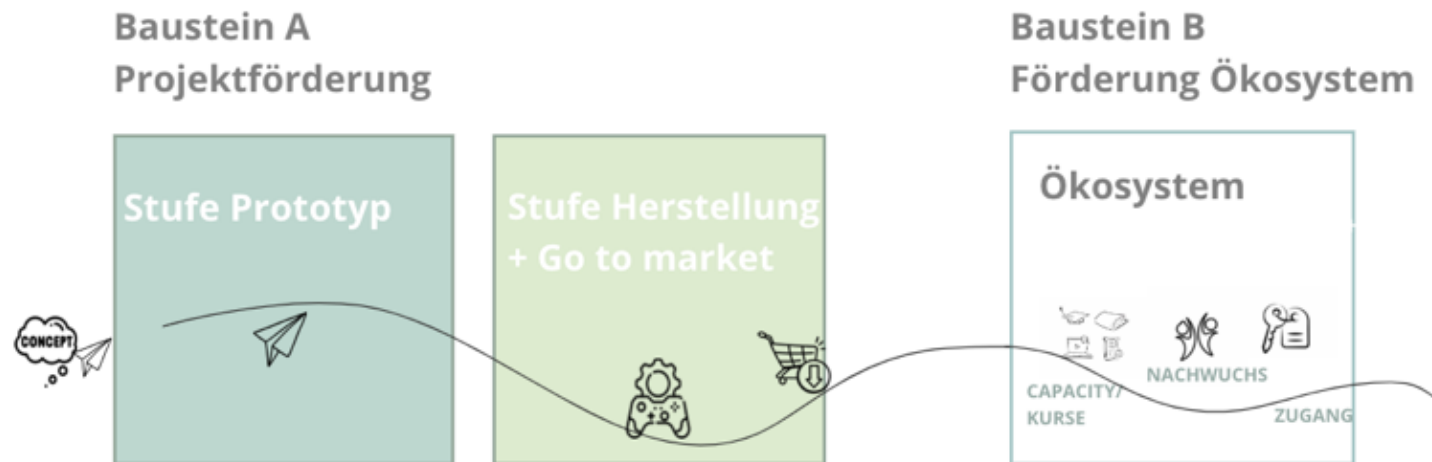 Baustein A
Projektförderung
Baustein B
Förderung Ökosystem
Stufe Prototyp
Stufe Herstellung
+ Go to market
Ökosystem
CONCEPT
CAPACITY/
KURSE
NACHWUCHS
ZUGANG